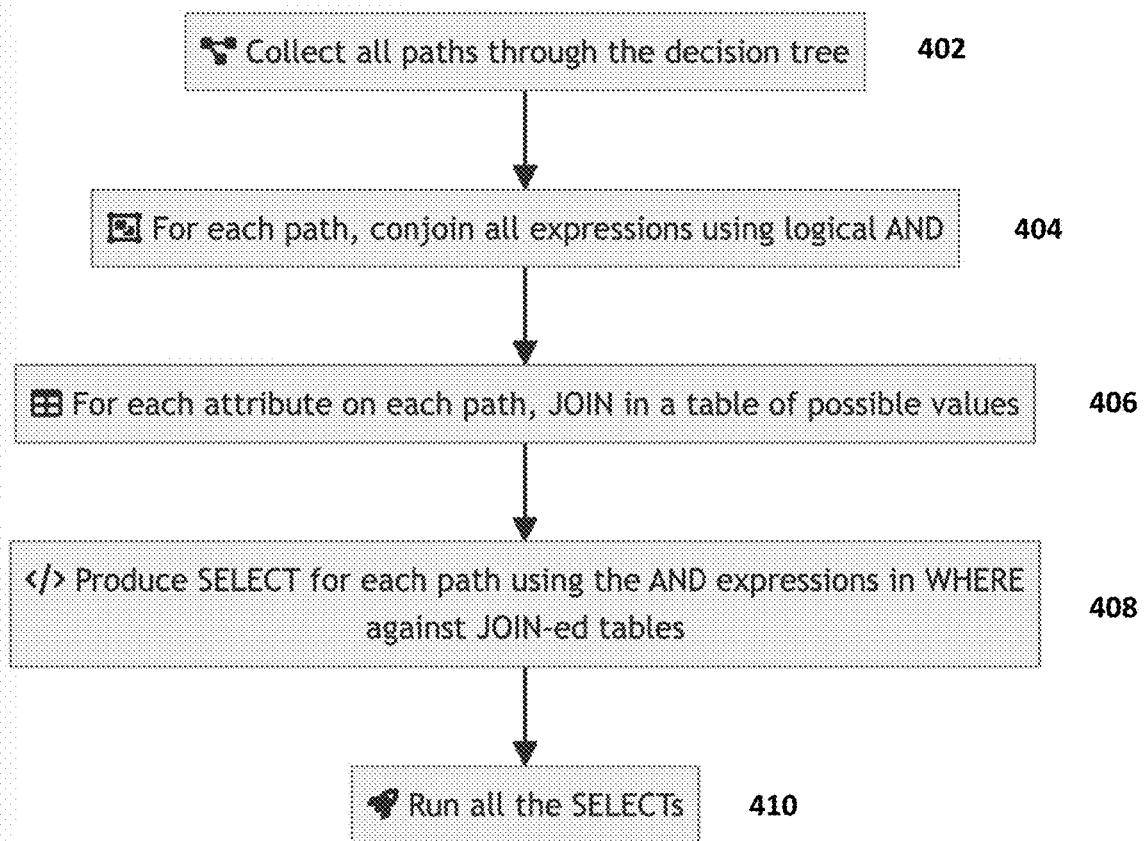 Collect all paths through the decision tree 402
For each path, conjoin all expressions using logical AND 404
For each attribute on each path, JOIN in a table of possible values 406
</> Produce SELECT for each path using the AND expressions in WHERE
against JOIN-ed tables 408
Run all the SELECTs 410